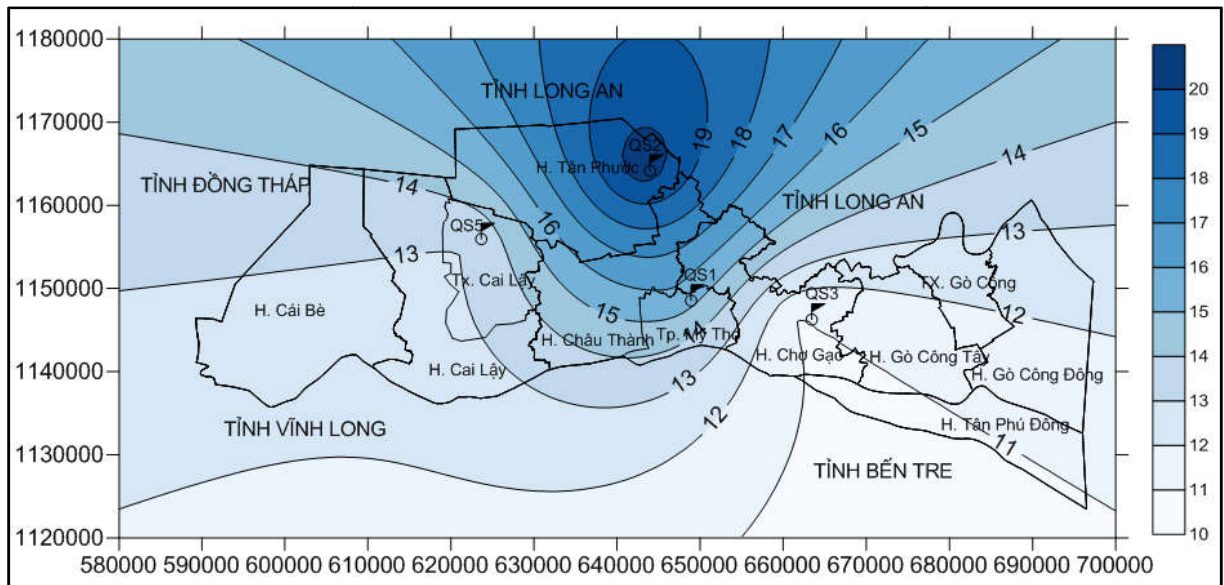 1180000
1170000
1160000
1150000
1140000
1130000
1120000
580000 590000 600000 610000 620000 630000 640000 650000 660000 670000 680000 690000 700000
TỈNH LONG AN
QS2
H. Tân Phước
19
18
17
16
15
14
TỈNH ĐỒNG THÁP
14
TỈNH LONG AN
QS5
16
13
13
Tx. Cai Lậy
QS1
QS3
TX. Gò Công
H. Cái Bè
15
12
14
H. Châu Thành
Tp. Mỹ Tho
H. Chợ Gạo
H. Gò Công Tây
H. Cai Lậy
13
H. Gò Công Đông
12
TỈNH VĨNH LONG
H. Tân Phú Đông
11
TỈNH BẾN TRE
20
19
18
17
16
15
14
13
12
11
10